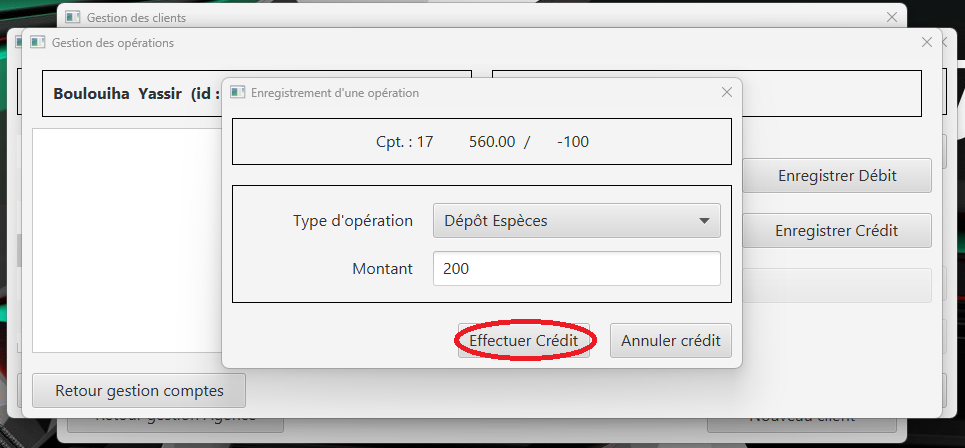 Gestion des clients
Gestion des opérations
Boulouiha Yassir (id :
Enregistrement d'une opération
Cpt. : 17 560.00 / -100
Enregistrer Débit
Type d'opération Dépôt Espèces
Enregistrer Crédit
Montant 200
Effectuer Crédit Annuler crédit
Retour gestion comptes
Retour gestion Agence Nouveau client